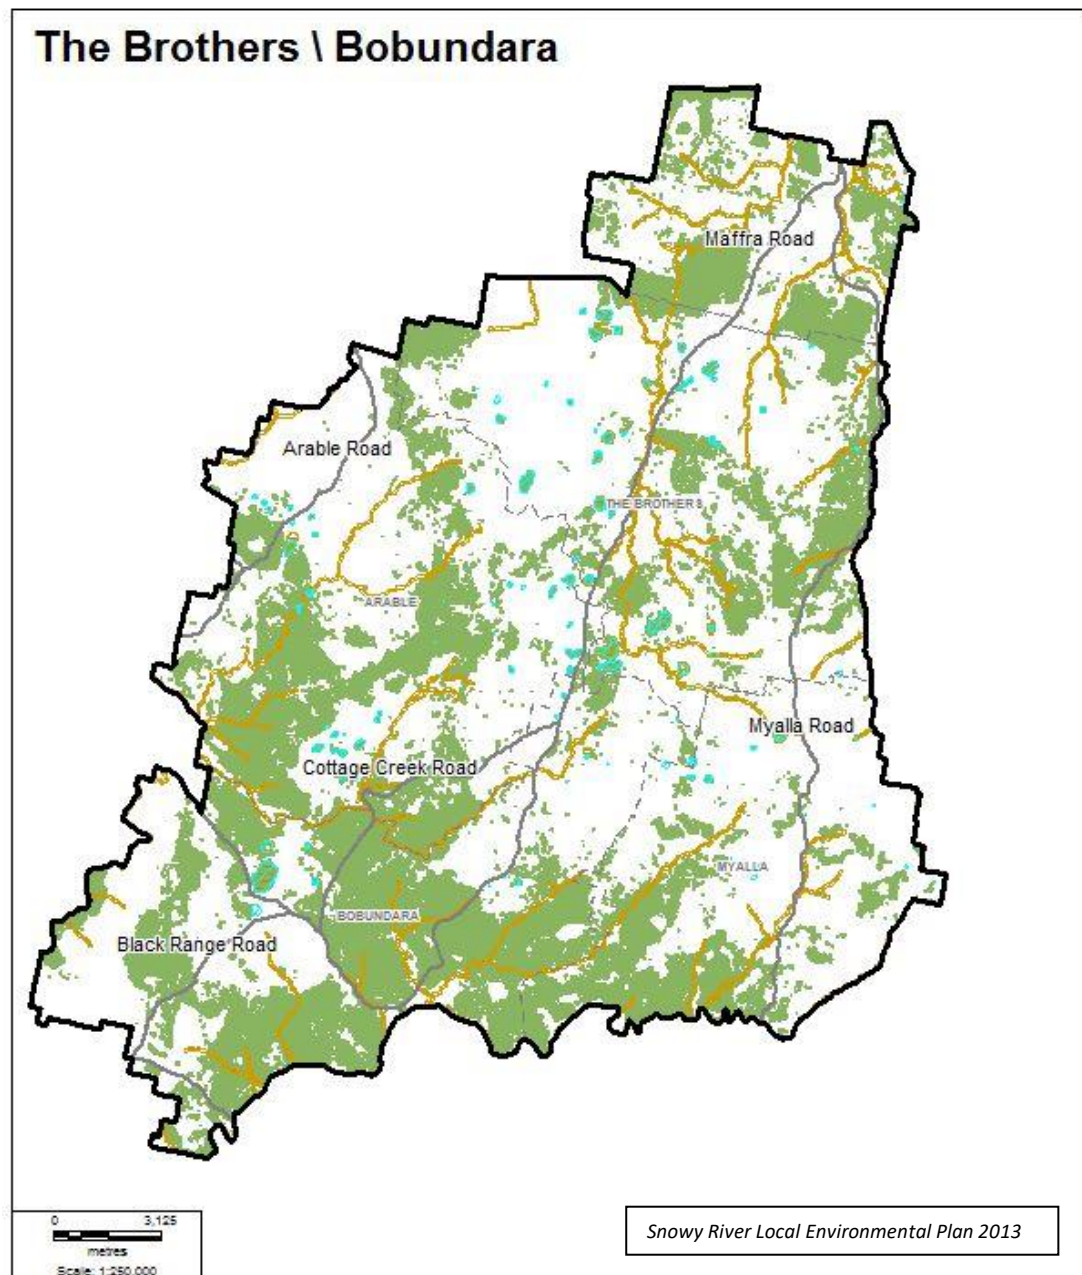 The Brothers \ Bobundara
Maffra Road
Arable Road
THE BROTHERS
ARABLE
Myalla Road
Cottage Creek Road
MYALLA
BOBUNDARA
Black Range Road
0 3,125
metres
Scale: 1:250,000
Snowy River Local Environmental Plan 2013